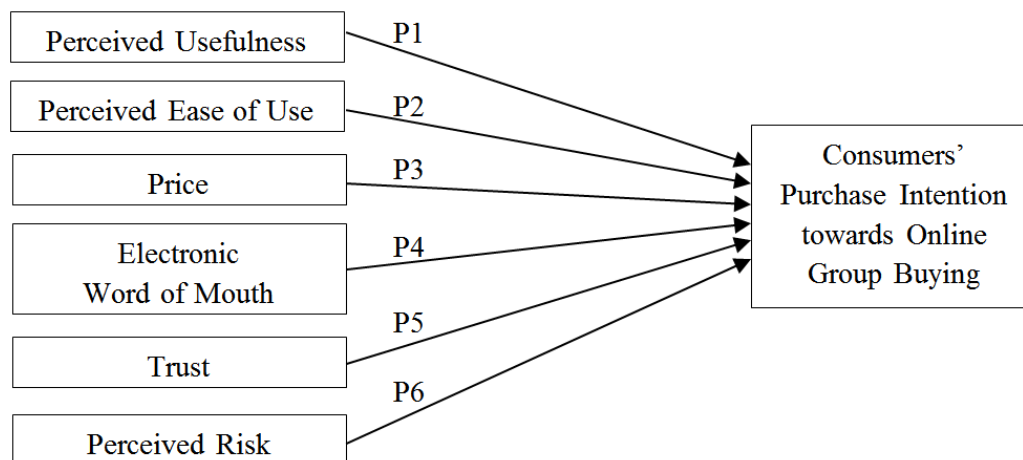 Perceived Usefulness
P1
Perceived Ease of Use
P2
Price
P3
Electronic
Word of Mouth
P4
Trust
P5
Perceived Risk
P6
Consumers’
Purchase Intention
towards Online
Group Buying